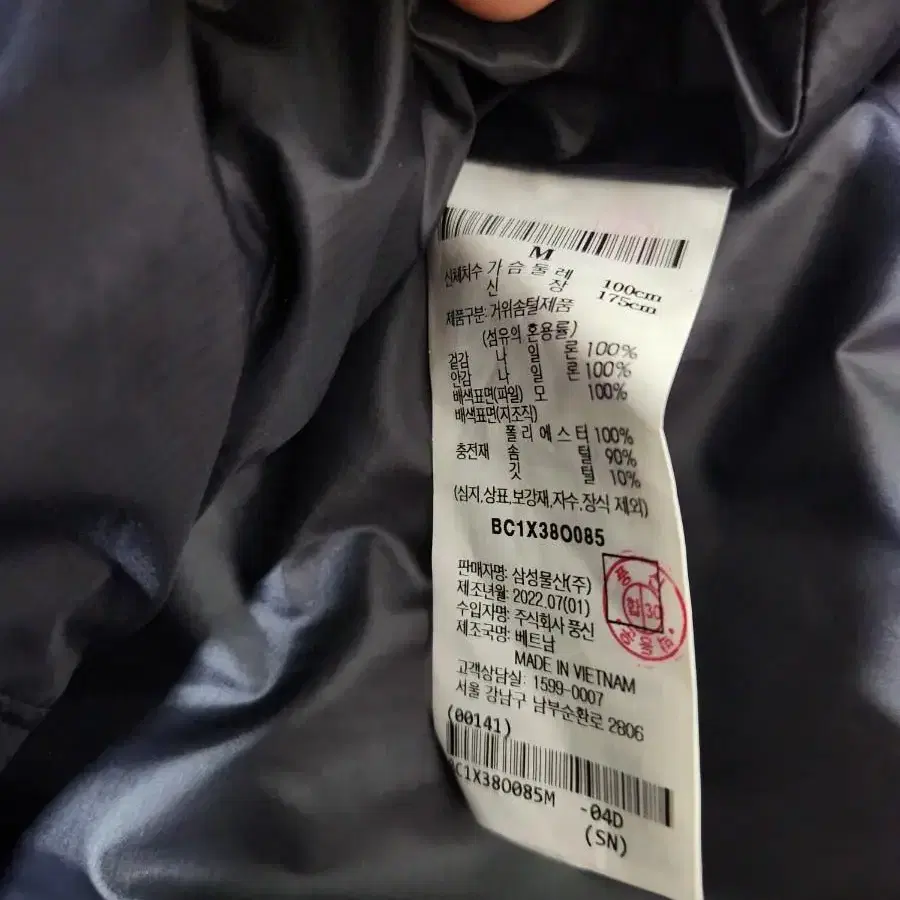 M
신체치수 가슴둘레 100cm
신장 175cm
제품구분: 거위솜털제품
(섬유의 혼용률)
겉감 나일론 100%
안감 나일론 100%
배색표면(파일) 모 100%
배색표면(지조직)
폴리에스터 100%
충전재 솜털 90%
깃털 10%
(심지,상표,보강재,자수,장식 제외)
BC1X38O085
판매자명: 삼성물산(주)
제조년월: 2022.07(01)
수입자명: 주식회사 풍신
제조국명: 베트남
합 30
MADE IN VIETNAM
고객상담실: 1599-0007
서울 강남구 남부순환로 2806
(00141)
BC1X38O085M -04D
(SN)